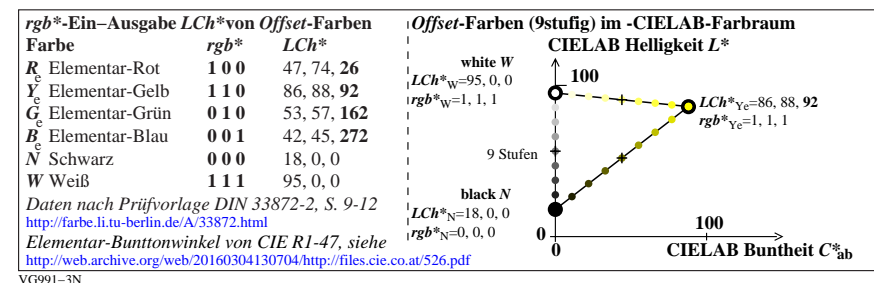 rgb*-Ein−Ausgabe LCh*von Offset-Farben
Farbe rgb* LCh*
Re Elementar-Rot 1 0 0 47, 74, 26
Ye Elementar-Gelb 1 1 0 86, 88, 92
Ge Elementar-Grün 0 1 0 53, 57, 162
Be Elementar-Blau 0 0 1 42, 45, 272
N Schwarz 0 0 0 18, 0, 0
W Weiß 1 1 1 95, 0, 0
Daten nach Prüfvorlage DIN 33872-2, S. 9-12
http://farbe.li.tu-berlin.de/A/33872.html
Elementar-Bunttonwinkel von CIE R1-47, siehe
http://web.archive.org/web/20160304130704/http://files.cie.co.at/526.pdf
Offset-Farben (9stufig) im -CIELAB-Farbraum
CIELAB Helligkeit L*
white W
LCh*W=95, 0, 0
rgb*W=1, 1, 1
100
LCh*Ye=86, 88, 92
rgb*Ye=1, 1, 1
9 Stufen
black N
LCh*N=18, 0, 0
rgb*N=0, 0, 0
0
100
0
CIELAB Buntheit C*ab
VG991−3N